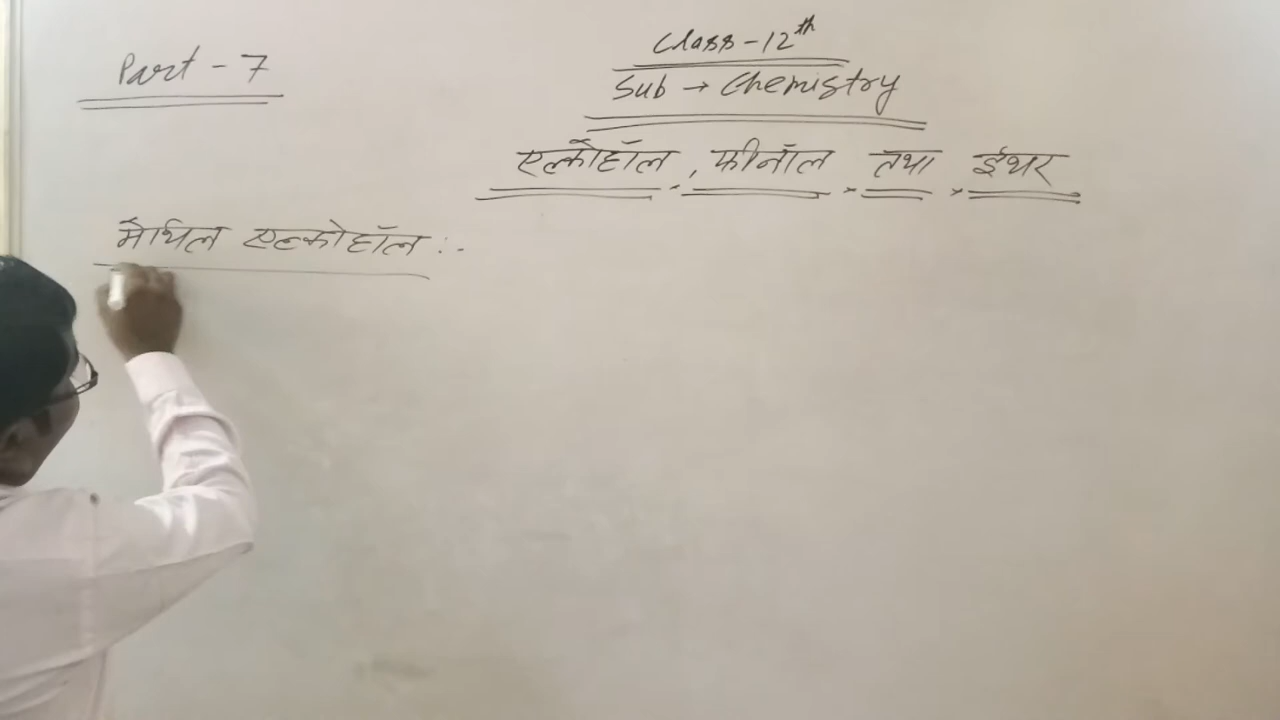 Part - 7
Class - 12th
Sub → Chemistry
एल्कोहॉल, फीनॉल तथा ईथर
मैथिल एल्कोहॉल :-